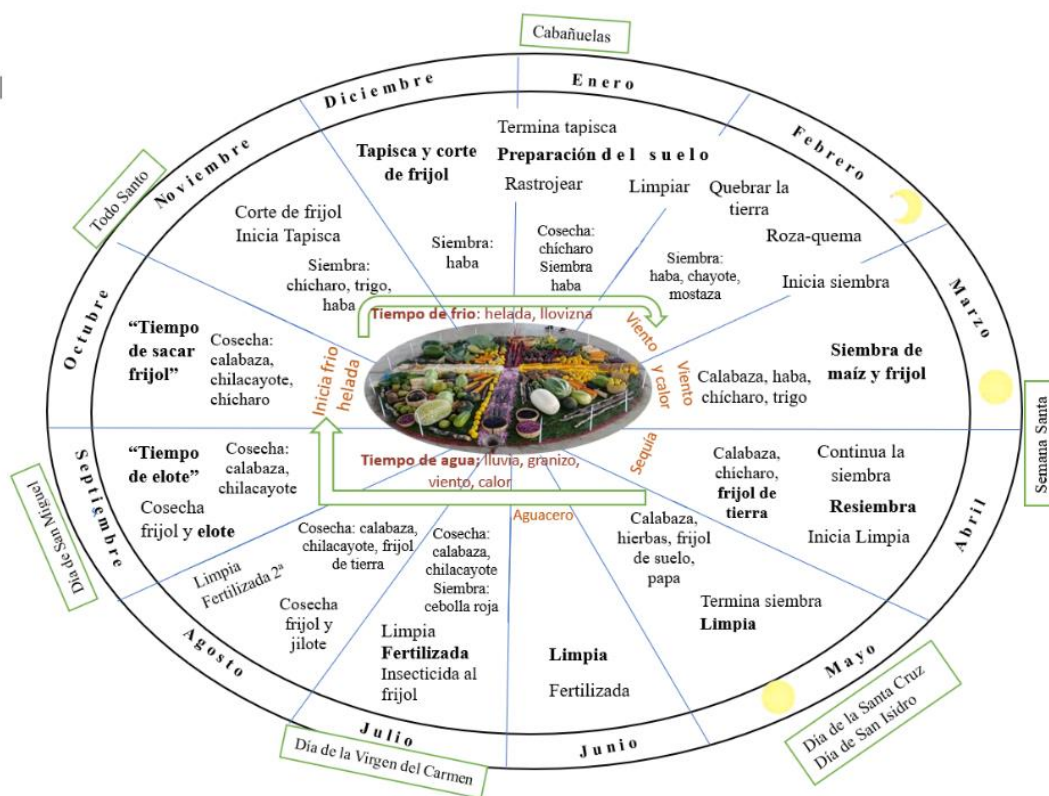 Cabañuelas
Enero
Termina tapisca
Preparación del suelo
Rastrojear
Limpiar
Cosecha:
chícharo
Siembra
haba
Febrero
Quebrar la
tierra
Roza-quema
Siembra:
haba, chayote,
mostaza
Marzo
Inicia siembra
Siembra de
maíz y frijol
Calabaza, haba,
chícharo, trigo
Semana Santa
Abril
Calabaza,
chicharo,
frijol de
tierra
Continua la
siembra
Resiembra
Inicia Limpia
Mayo
Calabaza,
hierbas, frijol
de suelo,
papa
Termina siembra
Limpia
Día de la Santa Cruz
Día de San Isidro
Junio
Limpia
Fertilizada
Julio
Cosecha:
calabaza,
chilacayote
Siembra:
cebolla roja
Limpia
Fertilizada
Insecticida al
frijol
Día de la Virgen del Carmen
Agosto
Cosecha: calabaza,
chilacayote, frijol
de tierra
Limpia
Fertilizada 2ª
Cosecha
frijol y
jilote
Septiembre
“Tiempo
de elote”
Cosecha:
calabaza,
chilacayote
Cosecha
frijol y elote
Día de San Miguel
Octubre
“Tiempo
de sacar
frijol”
Cosecha:
calabaza,
chilacayote,
chícharo
Todo Santo
Noviembre
Corte de frijol
Inicia Tapisca
Siembra:
chícharo, trigo,
haba
Diciembre
Tapisca y corte
de frijol
Siembra:
haba
Tiempo de frio: helada, llovizna
Viento
y calor
Viento
Sequía
Inicia frio
helada
Tiempo de agua: lluvia, granizo,
viento, calor
Aguacero